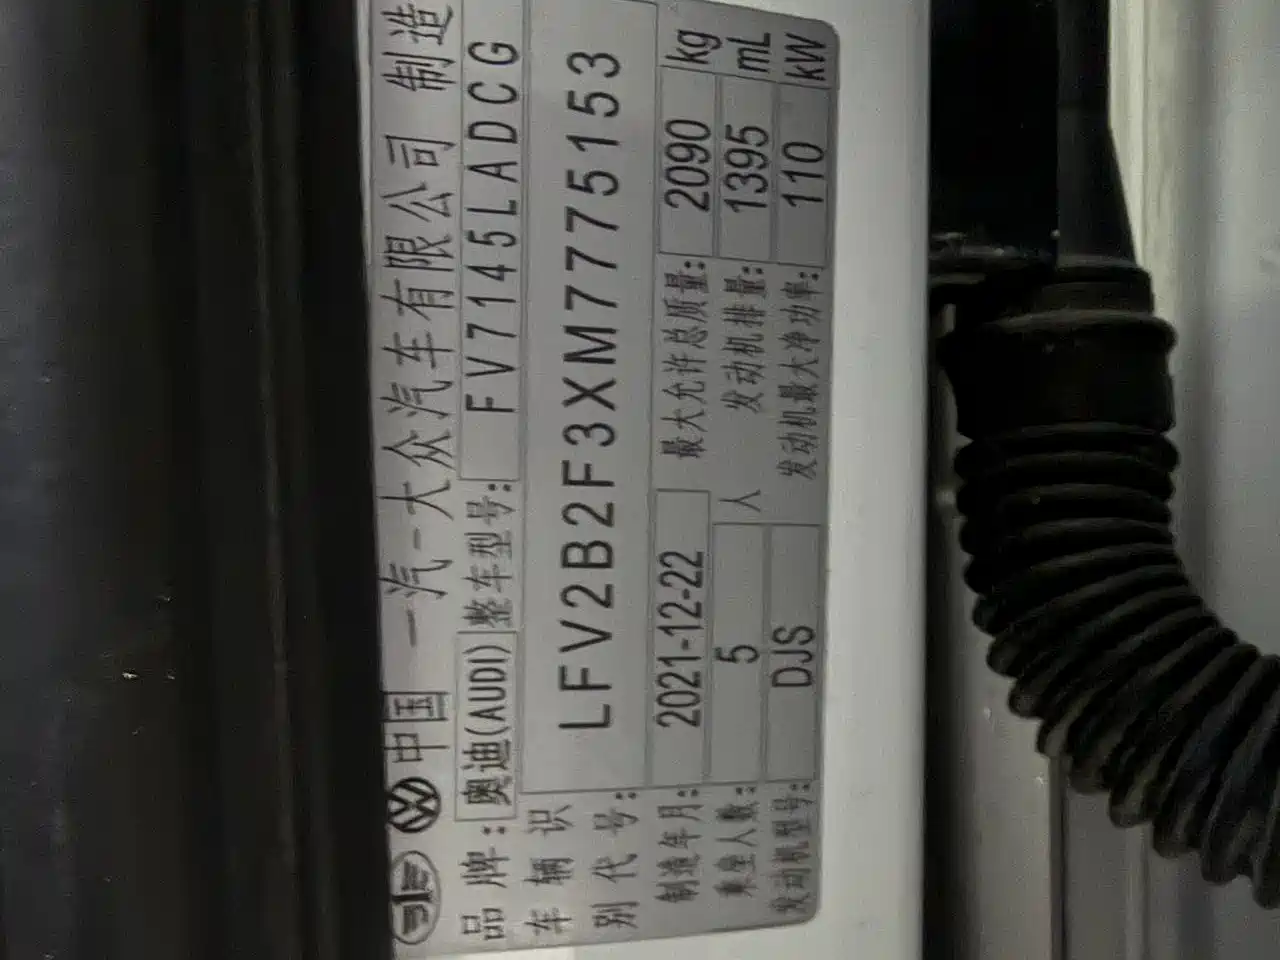 中国 一汽-大众汽车有限公司 制造
品牌: 奥迪(AUDI) 整车型号: FV7145LADCG
车辆识别代号: LFV2B2F3XM7775153
制造年月: 2021-12-22 最大允许总质量: 2090 kg
乘坐人数: 5 人 发动机排量: 1395 mL
发动机型号: DJS 发动机最大净功率: 110 kW